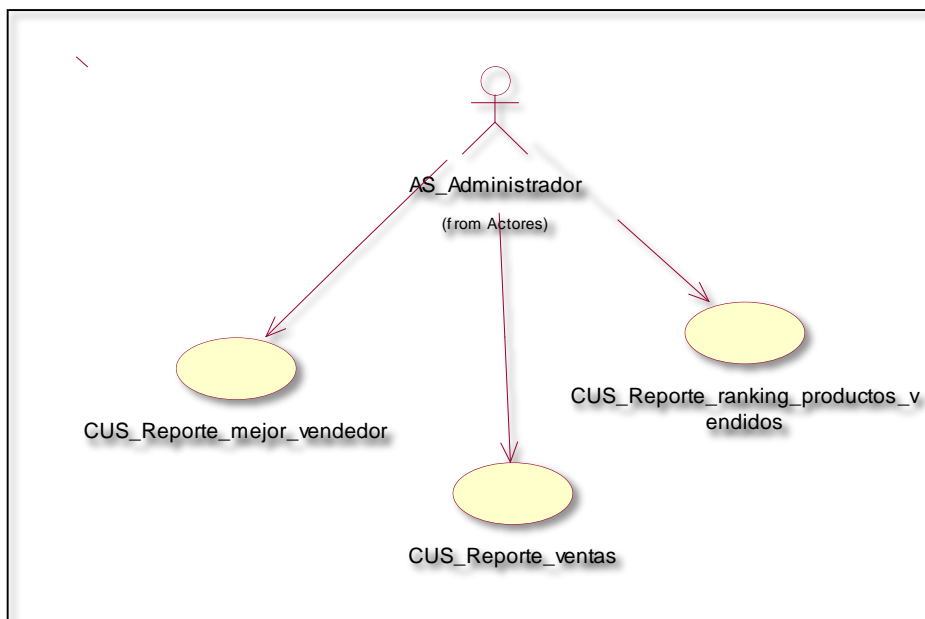 AS_Administrador
(from Actores)
CUS_Reporte_mejor_vendedor
CUS_Reporte_ranking_productos_v
endidos
CUS_Reporte_ventas